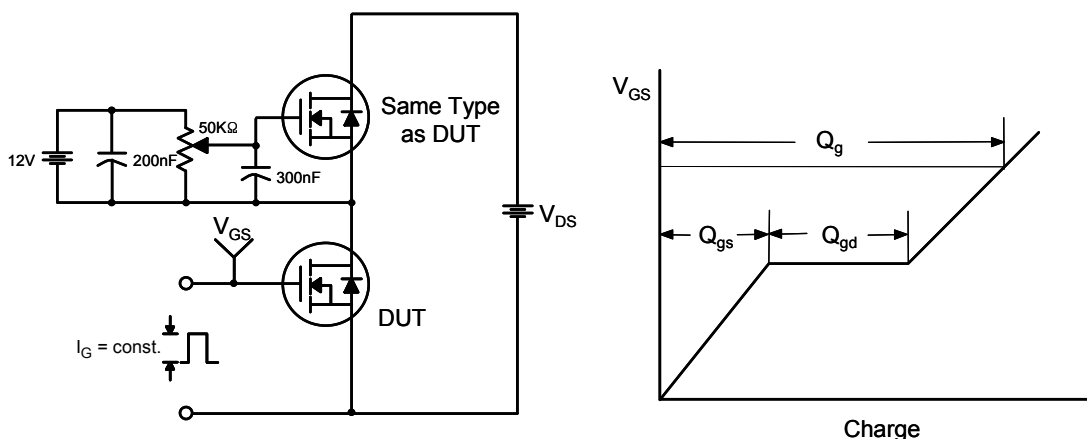 50KΩ
12V
200nF
300nF
Same Type
as DUT
V_DS
V_GS
DUT
I_G = const.
V_GS
Q_g
Q_gs
Q_gd
Charge